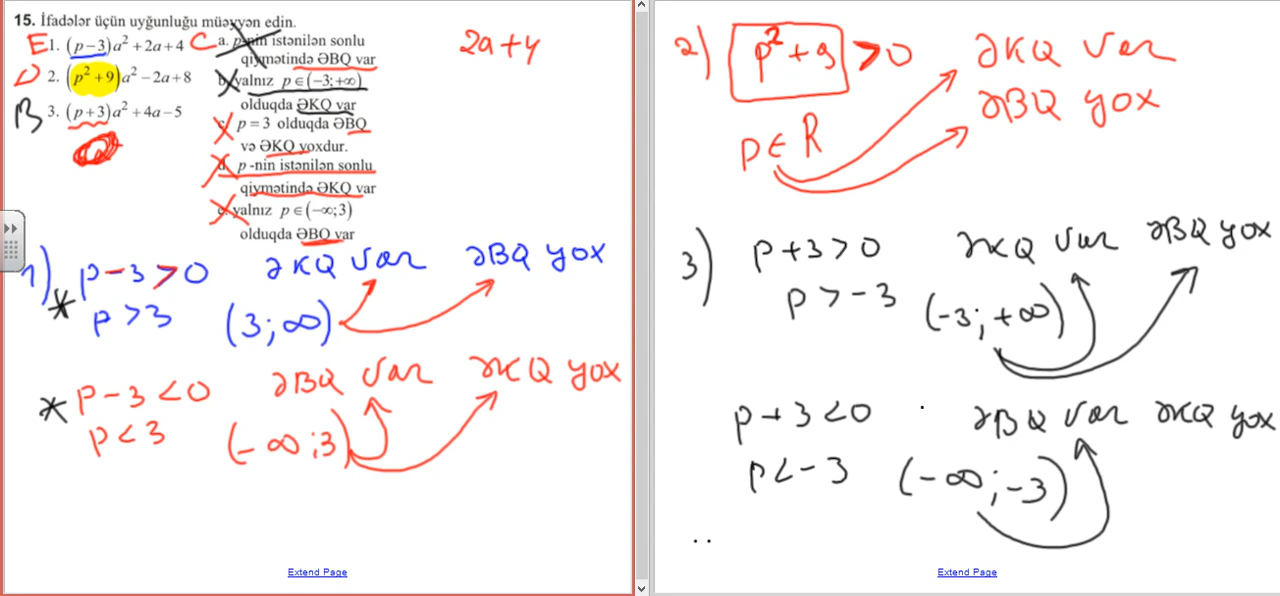 15. İfadələr üçün uyğunluğu müəyyən edin.
E 1. (p−3)a² + 2a + 4
D 2. (p² + 9)a² − 2a + 8
B 3. (p+3)a² + 4a − 5
C a. p-nin istənilən sonlu
qiymətində ƏBQ var
b. yalnız p∈(−3;+∞)
olduqda ƏKQ var
c. p = 3 olduqda ƏBQ
və ƏKQ yoxdur.
d. p -nin istənilən sonlu
qiymətində ƏKQ var
e. yalnız p∈(−∞;3)
olduqda ƏBQ var
2a+4
1) * p − 3 > 0 əKQ var əBQ yox
p > 3 (3; ∞)
* p − 3 < 0 əBQ var əKQ yox
p < 3 (−∞; 3)
Extend Page
2) p² + 9 > 0 əKQ var
əBQ yox
p ∈ R
3) p + 3 > 0 əKQ var əBQ yox
p > −3 (−3; +∞)
p + 3 < 0 əBQ var əKQ yox
p < −3 (−∞; −3)
Extend Page